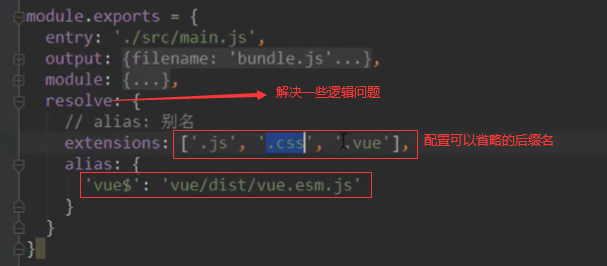 module.exports = {
entry: './src/main.js',
output: {filename: 'bundle.js'...},
module: {...},
resolve: {
解决一些逻辑问题
// alias: 别名
extensions: ['.js', '.css', '.vue'],
配置可以省略的后缀名
alias: {
'vue$': 'vue/dist/vue.esm.js'
}
}
}